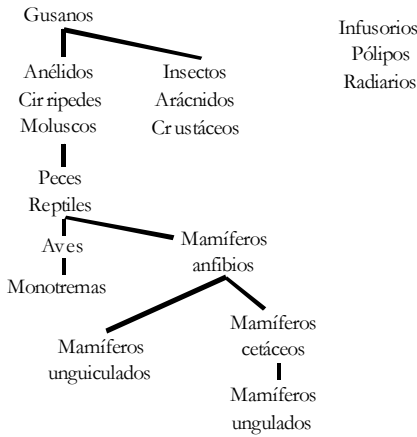 Gusanos
Infusorios
Pólipos
Radiarios
Anélidos
Cirripedes
Moluscos
Insectos
Arácnidos
Crustáceos
Peces
Reptiles
Aves
Monotremas
Mamíferos
anfibios
Mamíferos
unguiculados
Mamíferos
cetáceos
Mamíferos
ungulados